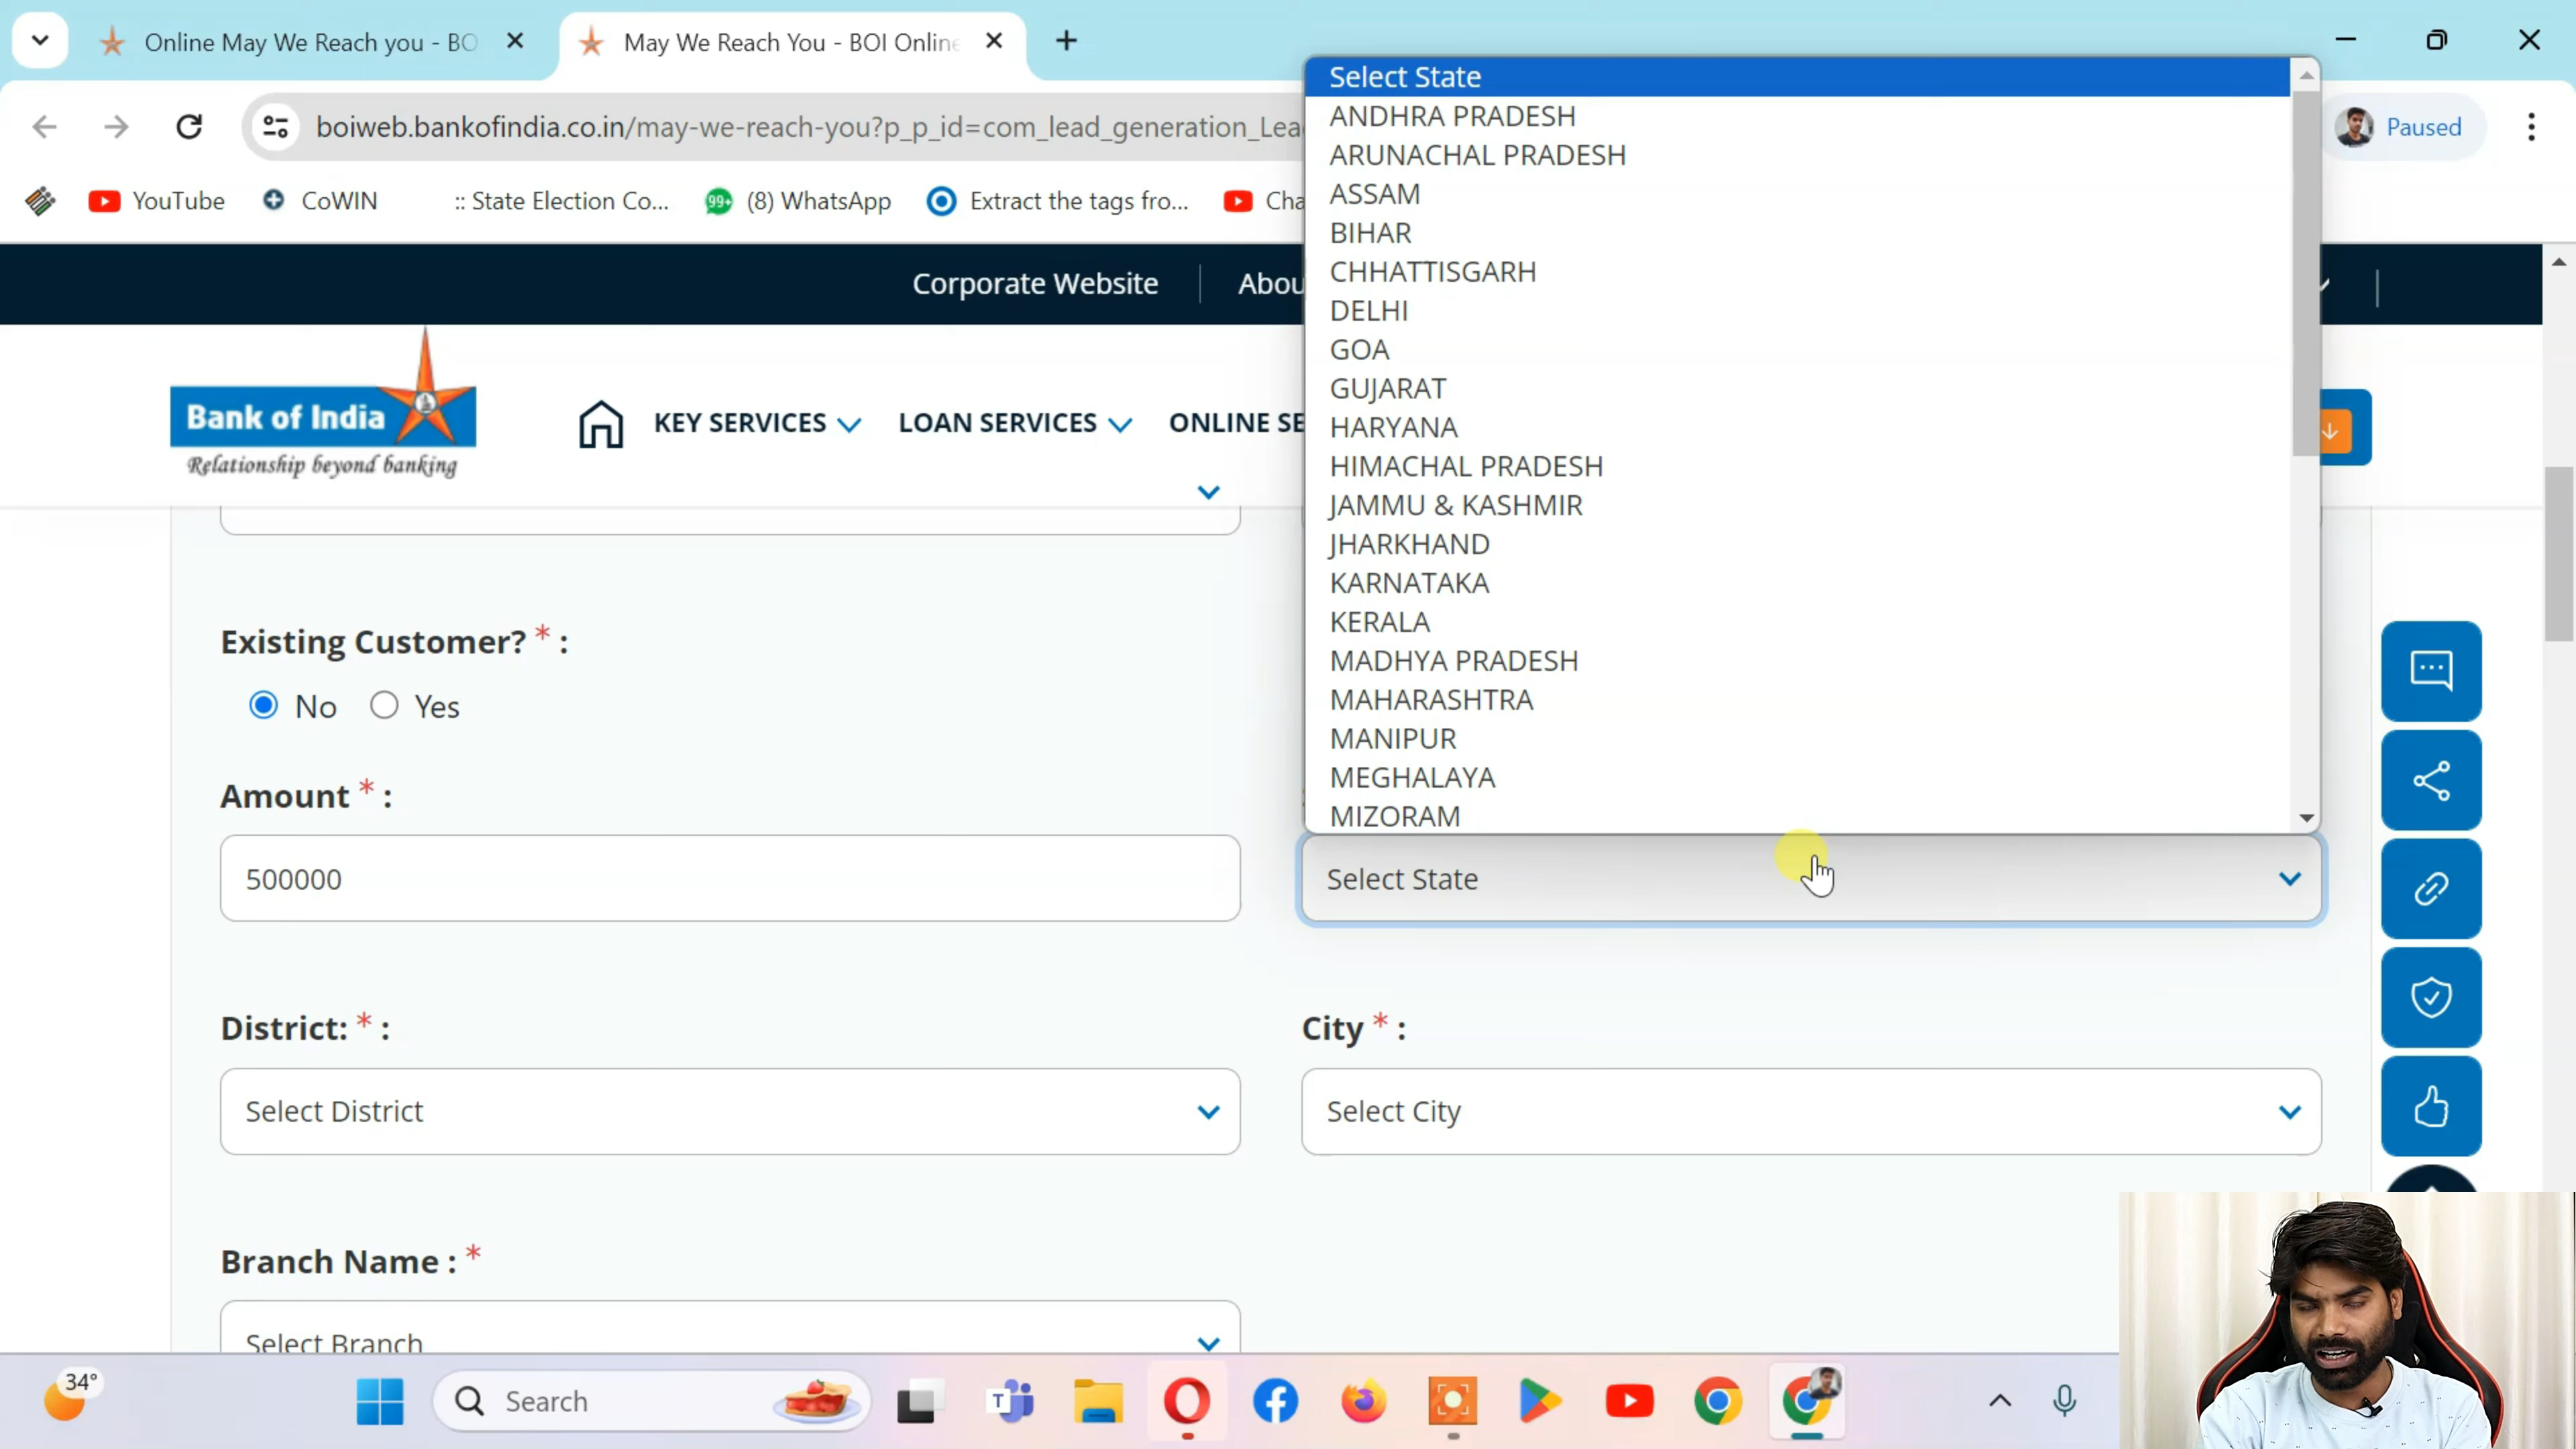 Online May We Reach you - BO
May We Reach You - BOI Online
boiweb.bankofindia.co.in/may-we-reach-you?p_p_id=com_lead_generation_Lea
Paused
YouTube
CoWIN
:: State Election Co...
99+
(8) WhatsApp
Extract the tags fro...
Cha
Corporate Website
Abou
Bank of India
Relationship beyond banking
KEY SERVICES
LOAN SERVICES
ONLINE SE
Select State
ANDHRA PRADESH
ARUNACHAL PRADESH
ASSAM
BIHAR
CHHATTISGARH
DELHI
GOA
GUJARAT
HARYANA
HIMACHAL PRADESH
JAMMU & KASHMIR
JHARKHAND
KARNATAKA
KERALA
MADHYA PRADESH
MAHARASHTRA
MANIPUR
MEGHALAYA
MIZORAM
Existing Customer? * :
No Yes
Amount * :
500000
Select State
District: * :
City * :
Select District
Select City
Branch Name : *
Select Branch
34°
Search
T